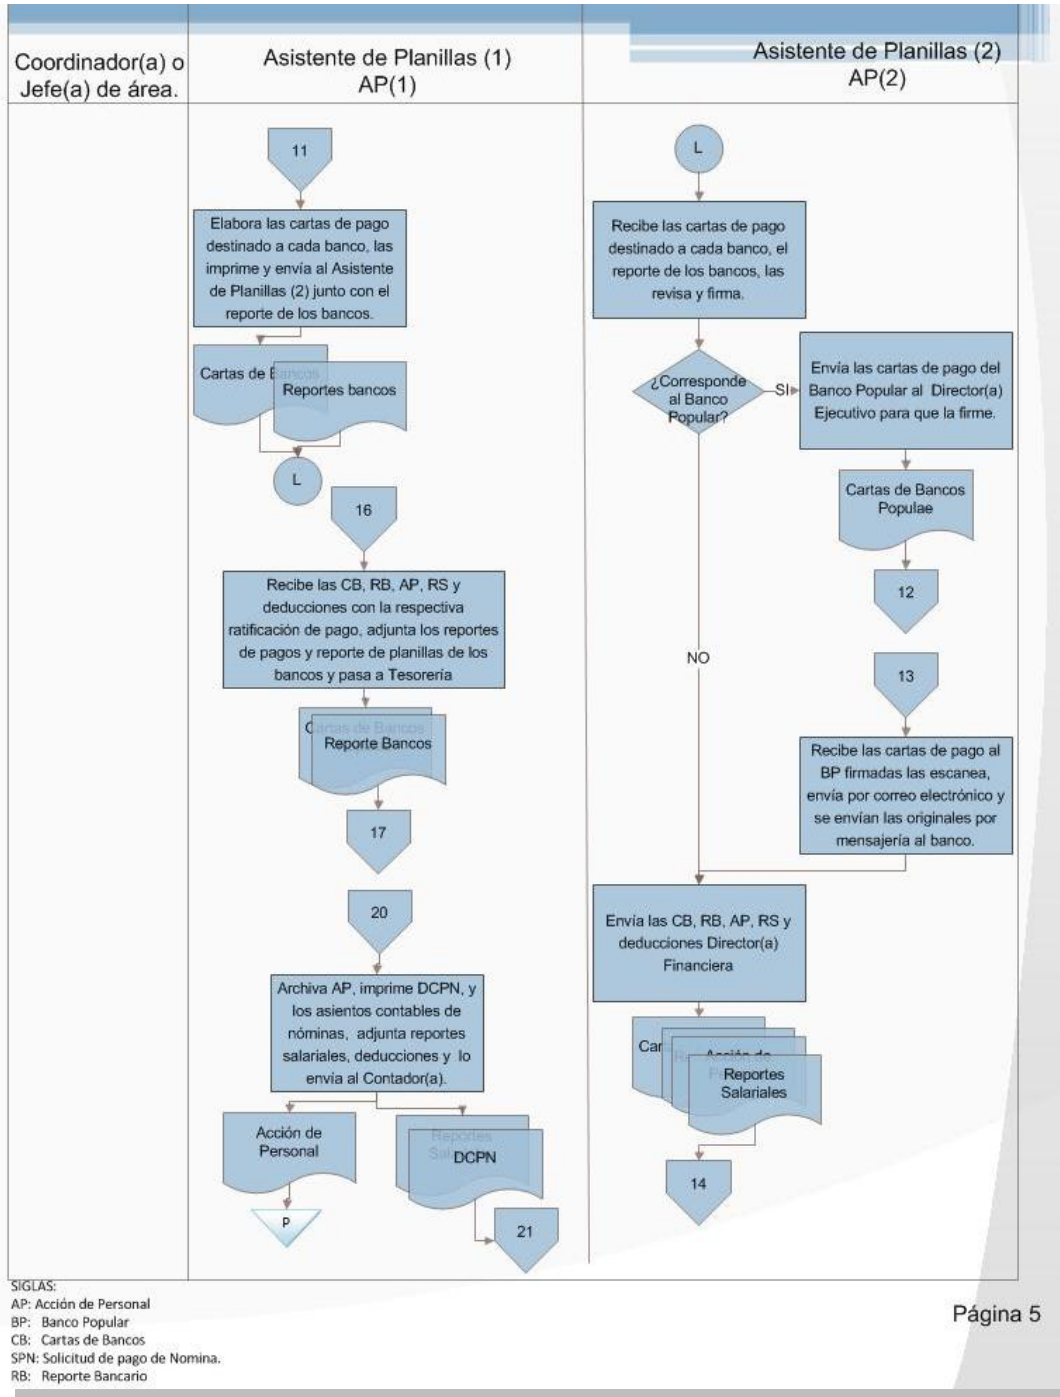 Coordinador(a) o
Jefe(a) de área.
Asistente de Planillas (1)
AP(1)
Asistente de Planillas (2)
AP(2)
11
Elabora las cartas de pago
destinado a cada banco, las
imprime y envía al Asistente
de Planillas (2) junto con el
reporte de los bancos.
Cartas de Bancos
Reportes bancos
L
16
Recibe las CB, RB, AP, RS y
deducciones con la respectiva
ratificación de pago, adjunta los reportes
de pagos y reporte de planillas de los
bancos y pasa a Tesorería
Cartas de Bancos
Reporte Bancos
17
20
Archiva AP, imprime DCPN, y
los asientos contables de
nóminas, adjunta reportes
salariales, deducciones y lo
envía al Contador(a).
Acción de
Personal
P
Reportes
DCPN
21
L
Recibe las cartas de pago
destinado a cada banco, el
reporte de los bancos, las
revisa y firma.
¿Corresponde
al Banco
Popular?
SI
Envía las cartas de pago del
Banco Popular al Director(a)
Ejecutivo para que la firme.
Cartas de Bancos
Populae
12
NO
13
Recibe las cartas de pago al
BP firmadas las escanea,
envía por correo electrónico y
se envían las originales por
mensajería al banco.
Envía las CB, RB, AP, RS y
deducciones Director(a)
Financiera
Acción de
Reportes
Salariales
14
SIGLAS:
AP: Acción de Personal
BP: Banco Popular
CB: Cartas de Bancos
SPN: Solicitud de pago de Nomina.
RB: Reporte Bancario
Página 5